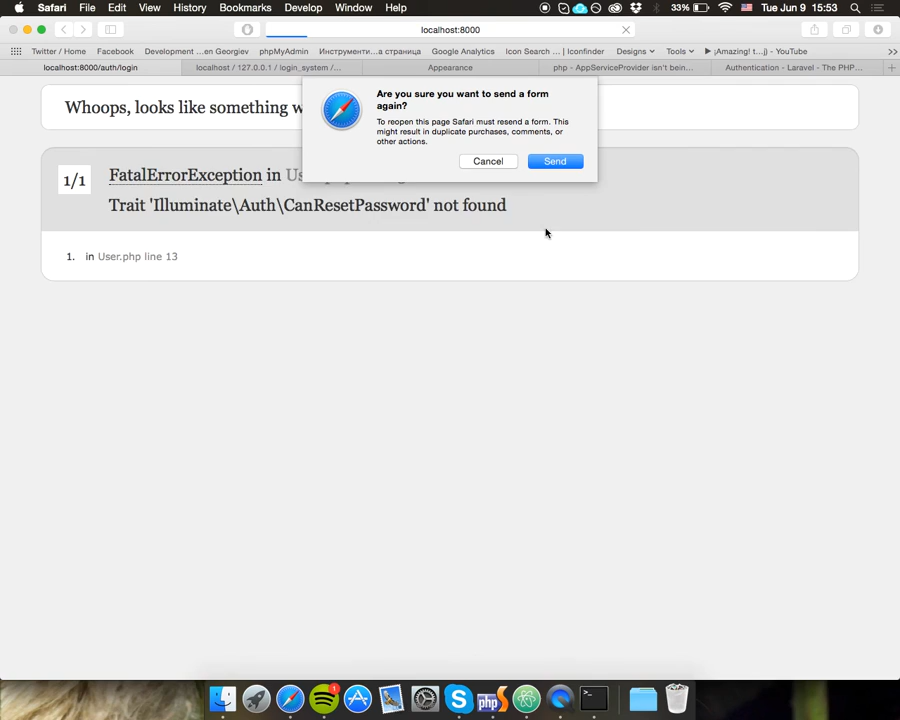 Safari File Edit View History Bookmarks Develop Window Help 33% Tue Jun 9 15:53
localhost:8000
Twitter / Home Facebook Development ...en Georgiev phpMyAdmin Инструменти...а страница Google Analytics Icon Search ... | Iconfinder Designs Tools ▶ ¡Amazing! t...j) - YouTube >>
localhost:8000/auth/login localhost / 127.0.0.1 / login_system /... Appearance php - AppServiceProvider isn't bein... Authentication - Laravel - The PHP... +
Are you sure you want to send a form
again?
To reopen this page Safari must resend a form. This
might result in duplicate purchases, comments, or
other actions.
Cancel Send
Whoops, looks like something w
1/1
FatalErrorException in
Trait 'Illuminate\Auth\CanResetPassword' not found
1. in User.php line 13
1
php
>_